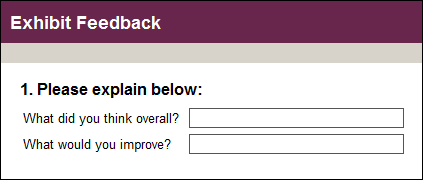 Exhibit Feedback
1. Please explain below:
What did you think overall?
What would you improve?